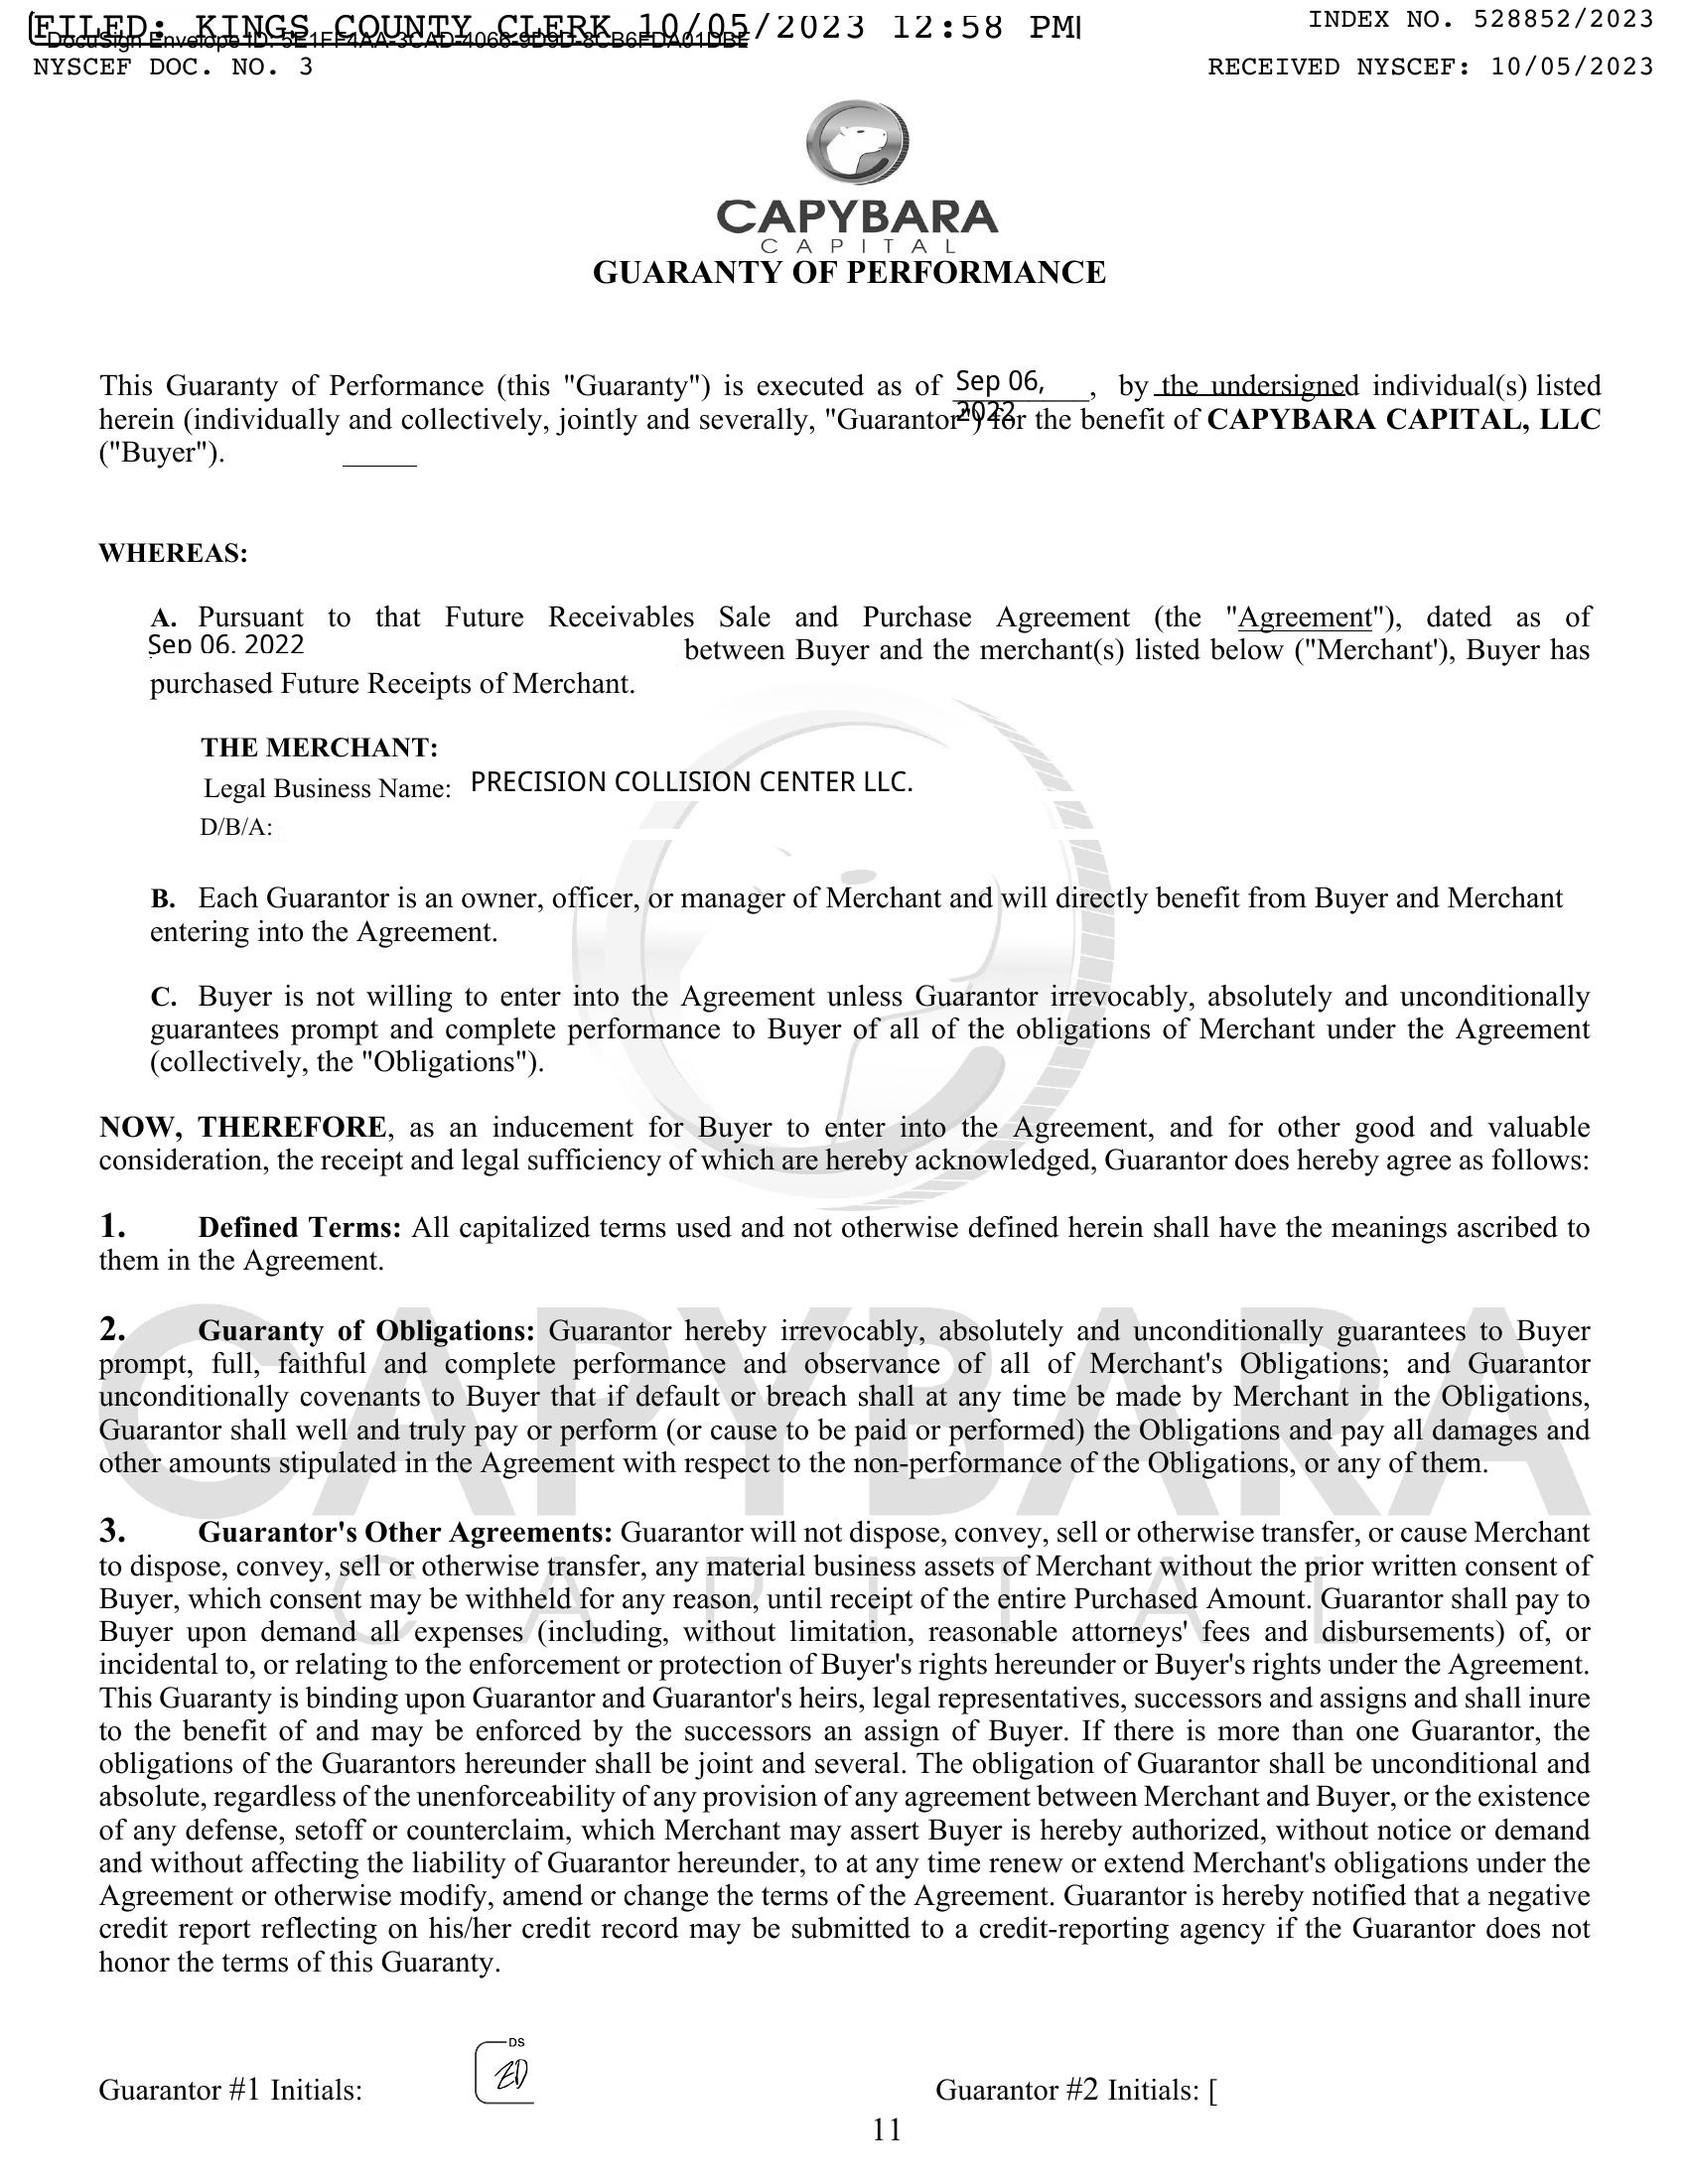 FILED: KINGS COUNTY CLERK 10/05/2023 12:58 PM
INDEX NO. 528852/2023
DocuSign Envelope ID: 5E1FF4AA-3CAD-4066-9D9D-8CB6FDA01DBE
NYSCEF DOC. NO. 3
RECEIVED NYSCEF: 10/05/2023
CAPYBARA
CAPITAL
GUARANTY OF PERFORMANCE
This Guaranty of Performance (this "Guaranty") is executed as of Sep 06, 2022, by the undersigned individual(s) listed
herein (individually and collectively, jointly and severally, "Guarantor") for the benefit of CAPYBARA CAPITAL, LLC
("Buyer").
WHEREAS:
A. Pursuant to that Future Receivables Sale and Purchase Agreement (the "Agreement"), dated as of
Sep 06. 2022 between Buyer and the merchant(s) listed below ("Merchant'), Buyer has
purchased Future Receipts of Merchant.
THE MERCHANT:
Legal Business Name: PRECISION COLLISION CENTER LLC.
D/B/A:
B. Each Guarantor is an owner, officer, or manager of Merchant and will directly benefit from Buyer and Merchant
entering into the Agreement.
C. Buyer is not willing to enter into the Agreement unless Guarantor irrevocably, absolutely and unconditionally
guarantees prompt and complete performance to Buyer of all of the obligations of Merchant under the Agreement
(collectively, the "Obligations").
NOW, THEREFORE, as an inducement for Buyer to enter into the Agreement, and for other good and valuable
consideration, the receipt and legal sufficiency of which are hereby acknowledged, Guarantor does hereby agree as follows:
1. Defined Terms: All capitalized terms used and not otherwise defined herein shall have the meanings ascribed to
them in the Agreement.
2. Guaranty of Obligations: Guarantor hereby irrevocably, absolutely and unconditionally guarantees to Buyer
prompt, full, faithful and complete performance and observance of all of Merchant's Obligations; and Guarantor
unconditionally covenants to Buyer that if default or breach shall at any time be made by Merchant in the Obligations,
Guarantor shall well and truly pay or perform (or cause to be paid or performed) the Obligations and pay all damages and
other amounts stipulated in the Agreement with respect to the non-performance of the Obligations, or any of them.
3. Guarantor's Other Agreements: Guarantor will not dispose, convey, sell or otherwise transfer, or cause Merchant
to dispose, convey, sell or otherwise transfer, any material business assets of Merchant without the prior written consent of
Buyer, which consent may be withheld for any reason, until receipt of the entire Purchased Amount. Guarantor shall pay to
Buyer upon demand all expenses (including, without limitation, reasonable attorneys' fees and disbursements) of, or
incidental to, or relating to the enforcement or protection of Buyer's rights hereunder or Buyer's rights under the Agreement.
This Guaranty is binding upon Guarantor and Guarantor's heirs, legal representatives, successors and assigns and shall inure
to the benefit of and may be enforced by the successors an assign of Buyer. If there is more than one Guarantor, the
obligations of the Guarantors hereunder shall be joint and several. The obligation of Guarantor shall be unconditional and
absolute, regardless of the unenforceability of any provision of any agreement between Merchant and Buyer, or the existence
of any defense, setoff or counterclaim, which Merchant may assert Buyer is hereby authorized, without notice or demand
and without affecting the liability of Guarantor hereunder, to at any time renew or extend Merchant's obligations under the
Agreement or otherwise modify, amend or change the terms of the Agreement. Guarantor is hereby notified that a negative
credit report reflecting on his/her credit record may be submitted to a credit-reporting agency if the Guarantor does not
honor the terms of this Guaranty.
DS
Guarantor #1 Initials: ZD Guarantor #2 Initials: [
11